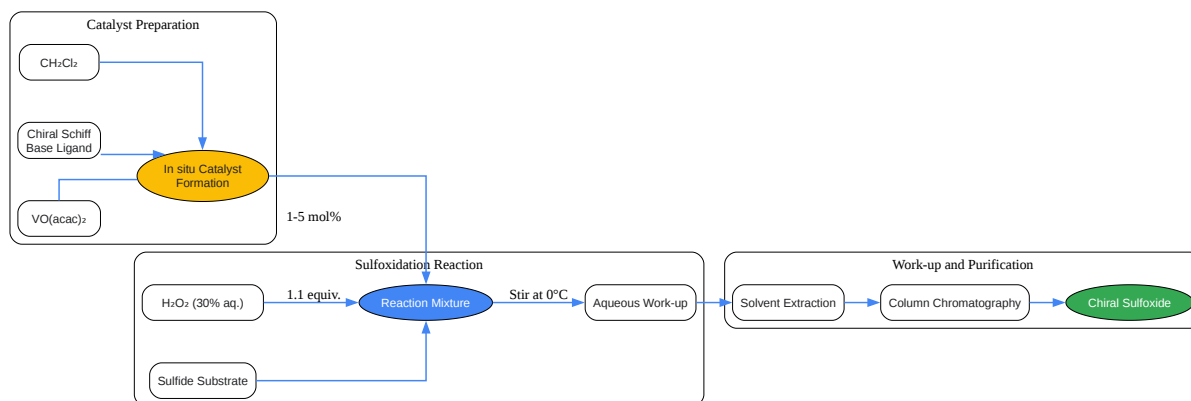 Catalyst Preparation
CH₂Cl₂
Chiral Schiff
Base Ligand
In situ Catalyst
Formation
VO(acac)₂
1-5 mol%
Sulfoxidation Reaction
H₂O₂ (30% aq.)
1.1 equiv.
Reaction Mixture
Stir at 0°C
Aqueous Work-up
Sulfide Substrate
Work-up and Purification
Solvent Extraction
Column Chromatography
Chiral Sulfoxide